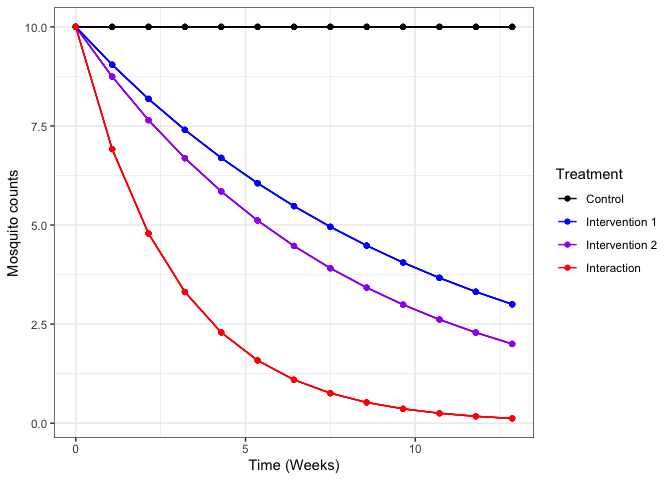 Mosquito counts
10.0
7.5
5.0
2.5
0.0
0
5
10
Time (Weeks)
Treatment
Control
Intervention 1
Intervention 2
Interaction